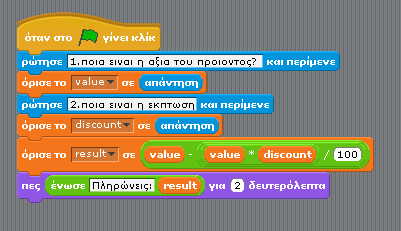 όταν στο γίνει κλικ
ρώτησε 1.ποια ειναι η αξια του προιοντος? και περίμενε
όρισε το value σε απάντηση
ρώτησε 2.ποια ειναι η εκπτωση και περίμενε
όρισε το discount σε απάντηση
όρισε το result σε value - value * discount / 100
πες ένωσε Πληρώνεις: result για 2 δευτερόλεπτα